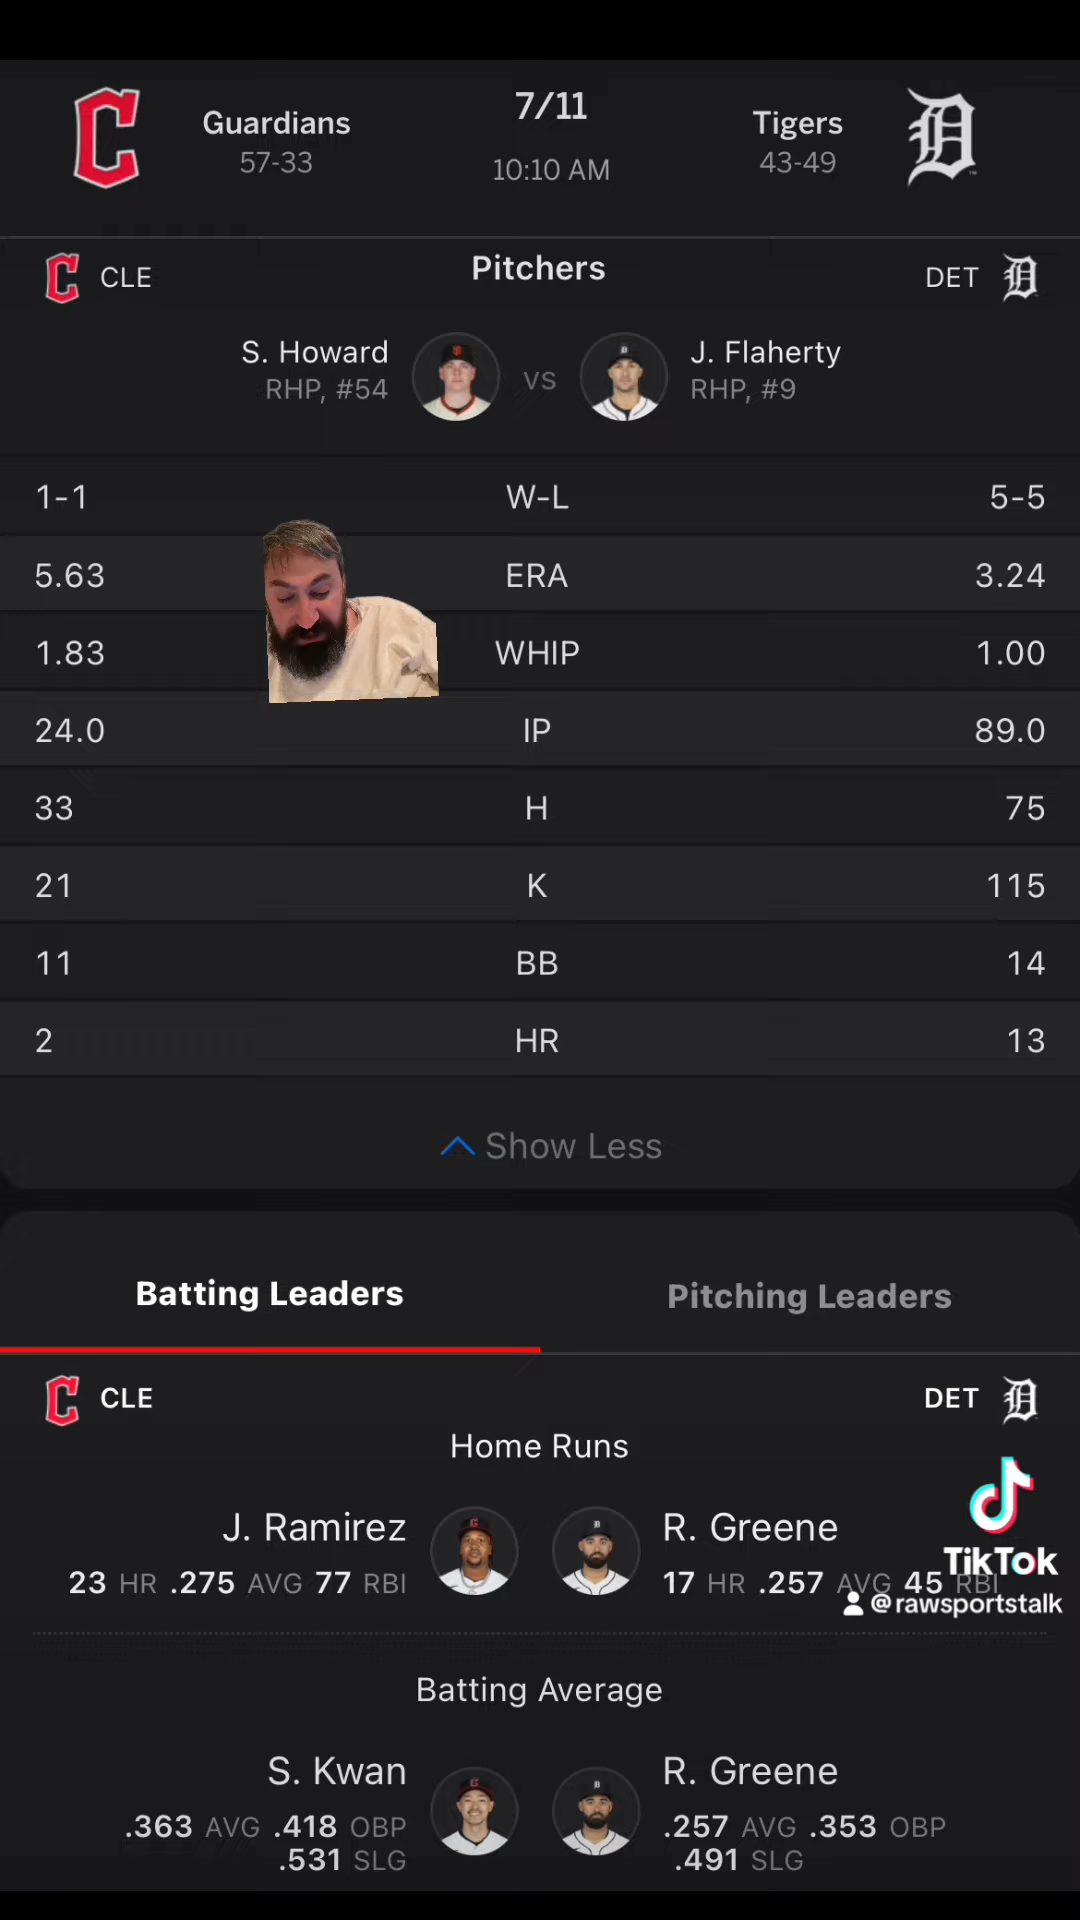 Guardians
57-33
7/11
10:10 AM
Tigers
43-49
CLE
Pitchers
DET
S. Howard
RHP, #54
vs
J. Flaherty
RHP, #9
1-1 W-L 5-5
5.63 ERA 3.24
1.83 WHIP 1.00
24.0 IP 89.0
33 H 75
21 K 115
11 BB 14
2 HR 13
Show Less
Batting Leaders Pitching Leaders
CLE DET
Home Runs
J. Ramirez
23 HR .275 AVG 77 RBI
R. Greene
17 HR .257 AVG 45 RBI
TikTok
@rawsportstalk
Batting Average
S. Kwan
.363 AVG .418 OBP
.531 SLG
R. Greene
.257 AVG .353 OBP
.491 SLG